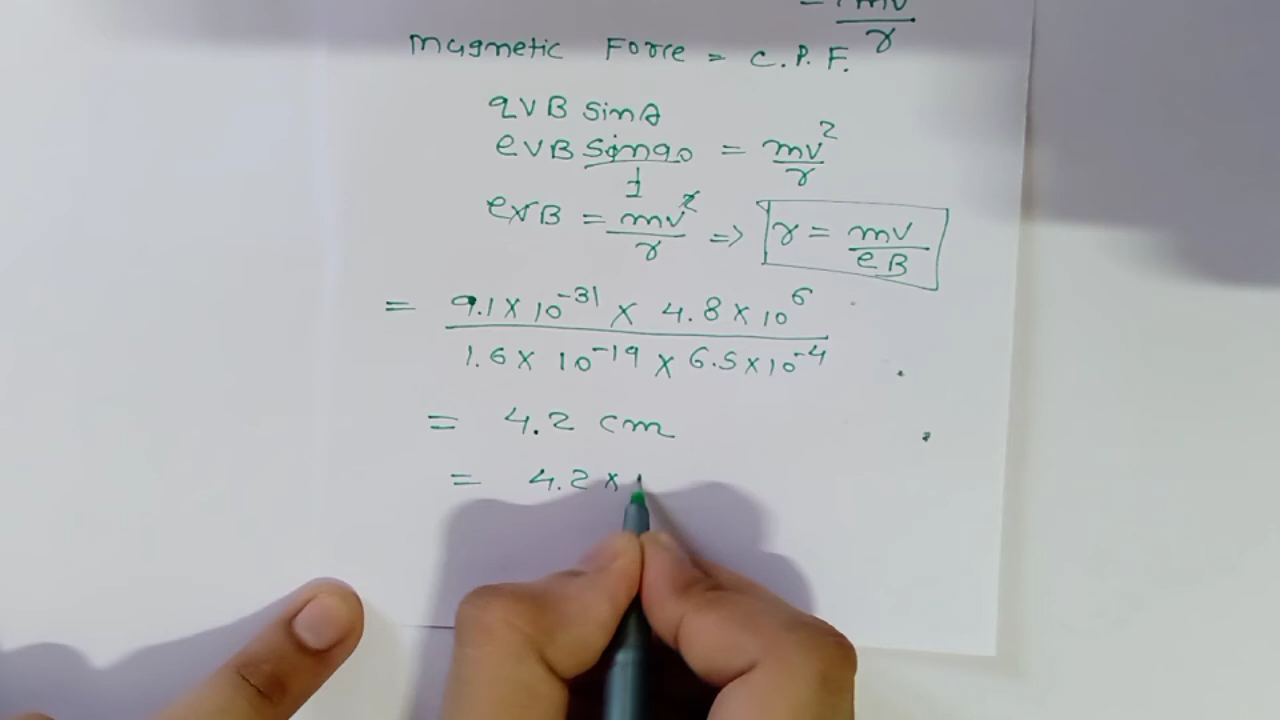 = mv
r
Magnetic Force = C.P.F.
qvB sinθ
evB sin90 = mv²/r
1
evB = mv²/r => r = mv/eB
= 9.1 × 10⁻³¹ × 4.8 × 10⁶
1.6 × 10⁻¹⁹ × 6.5 × 10⁻⁴
= 4.2 cm
= 4.2 ×